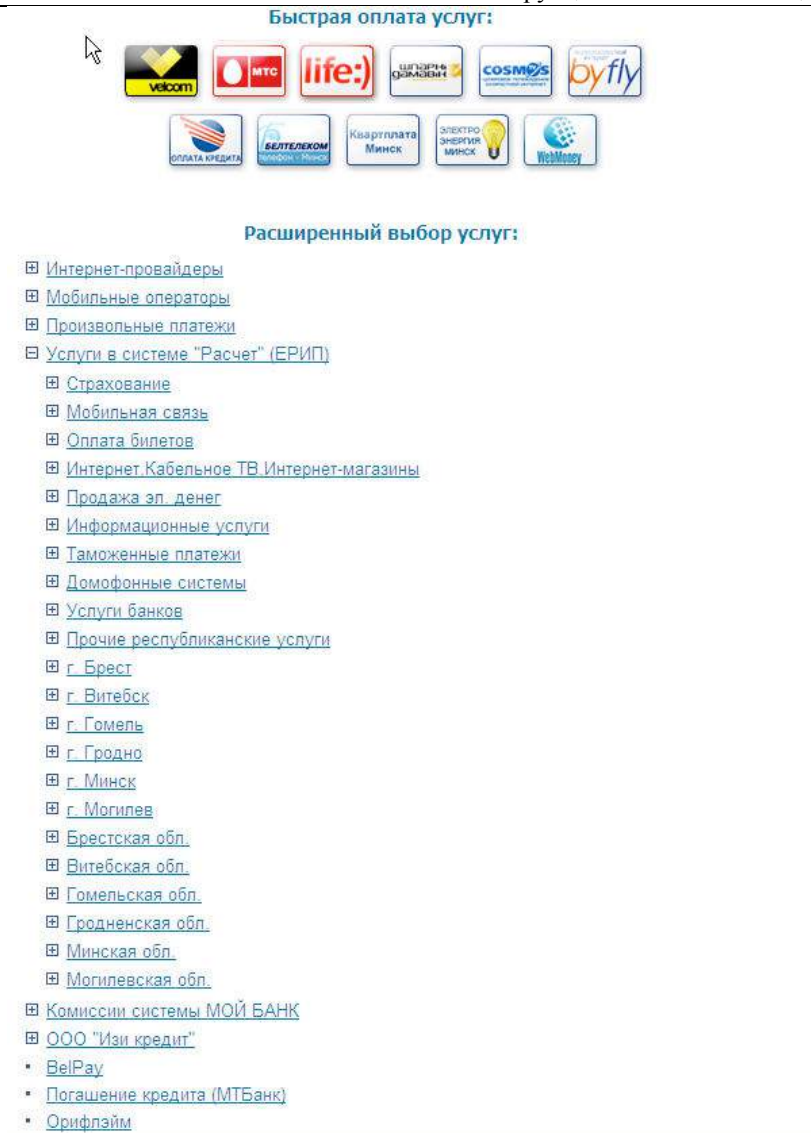 Быстрая оплата услуг:
velcom МТС life:) шпаркі дамавік COSMOS byfly
ОПЛАТА КРЕДИТА БЕЛТЕЛЕКОМ телефон - Минск Квартплата Минск ЭЛЕКТРО ЭНЕРГИЯ МИНСК WebMoney
Расширенный выбор услуг:
Интернет-провайдеры
Мобильные операторы
Произвольные платежи
Услуги в системе "Расчет" (ЕРИП)
Страхование
Мобильная связь
Оплата билетов
Интернет.Кабельное ТВ.Интернет-магазины
Продажа эл. денег
Информационные услуги
Таможенные платежи
Домофонные системы
Услуги банков
Прочие республиканские услуги
г. Брест
г. Витебск
г. Гомель
г. Гродно
г. Минск
г. Могилев
Брестская обл.
Витебская обл.
Гомельская обл.
Гродненская обл.
Минская обл.
Могилевская обл.
Комиссии системы МОЙ БАНК
ООО "Изи кредит"
BelPay
Погашение кредита (МТБанк)
Орифлэйм